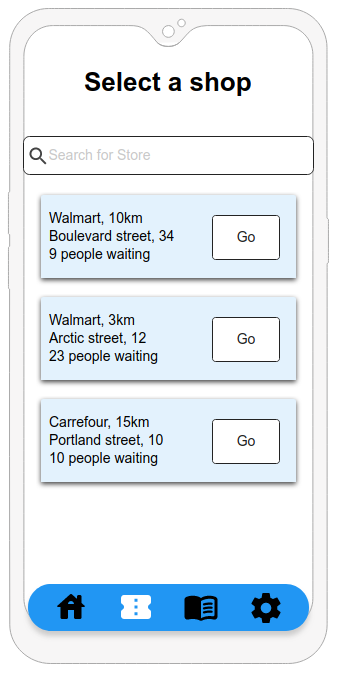 Select a shop
Search for Store
Walmart, 10km
Boulevard street, 34
9 people waiting
Go
Walmart, 3km
Arctic street, 12
23 people waiting
Go
Carrefour, 15km
Portland street, 10
10 people waiting
Go